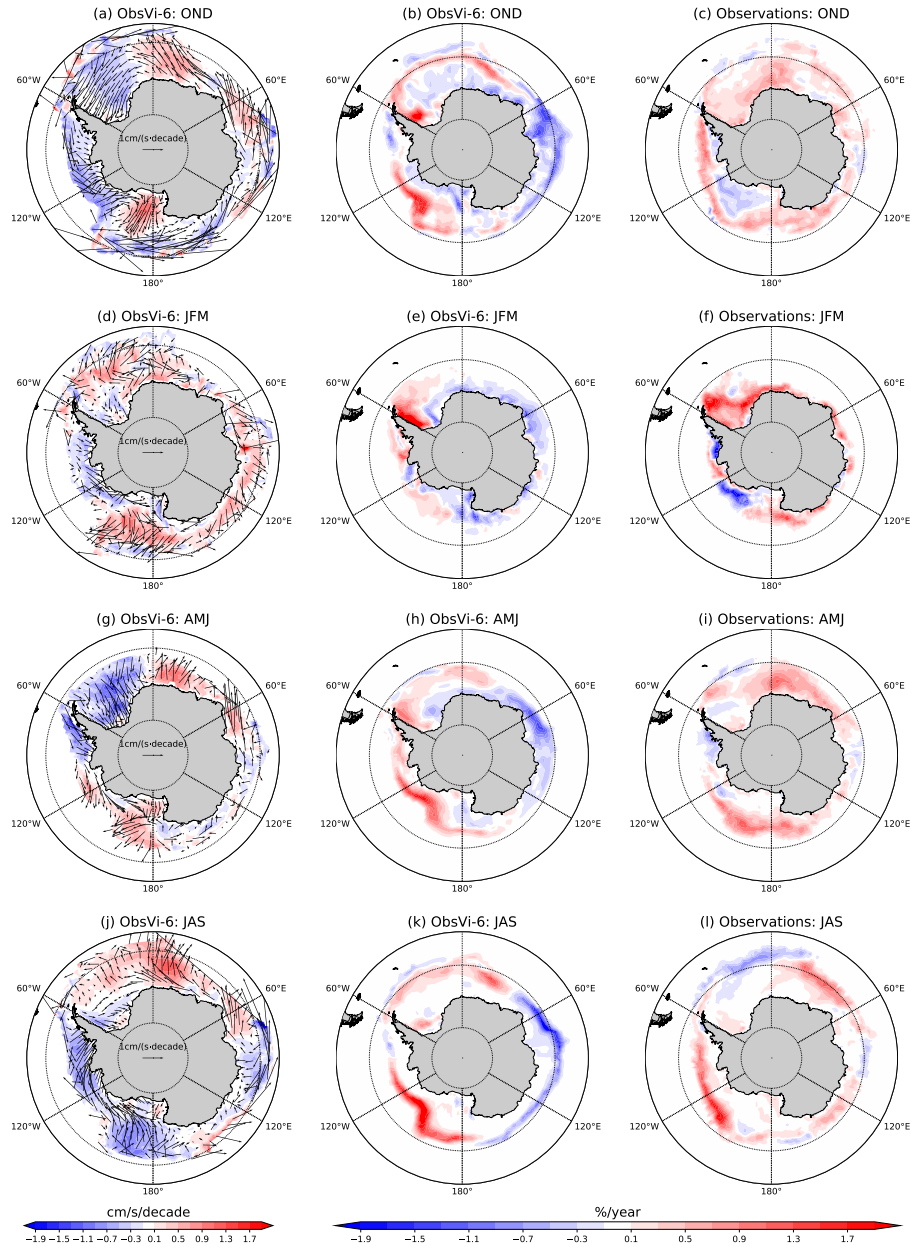 (a) ObsVi-6: OND (b) ObsVi-6: OND (c) Observations: OND
60°W 60°E 60°W 60°E 60°W 60°E
1cm/(s·decade)
120°W 120°E 120°W 120°E 120°W 120°E
180° 180° 180°
(d) ObsVi-6: JFM (e) ObsVi-6: JFM (f) Observations: JFM
60°W 60°E 60°W 60°E 60°W 60°E
1cm/(s·decade)
120°W 120°E 120°W 120°E 120°W 120°E
180° 180° 180°
(g) ObsVi-6: AMJ (h) ObsVi-6: AMJ (i) Observations: AMJ
60°W 60°E 60°W 60°E 60°W 60°E
1cm/(s·decade)
120°W 120°E 120°W 120°E 120°W 120°E
180° 180° 180°
(j) ObsVi-6: JAS (k) ObsVi-6: JAS (l) Observations: JAS
60°W 60°E 60°W 60°E 60°W 60°E
1cm/(s·decade)
120°W 120°E 120°W 120°E 120°W 120°E
180° 180° 180°
cm/s/decade %/year
−1.9 −1.5 −1.1 −0.7 −0.3 0.1 0.5 0.9 1.3 1.7 −1.9 −1.5 −1.1 −0.7 −0.3 0.1 0.5 0.9 1.3 1.7